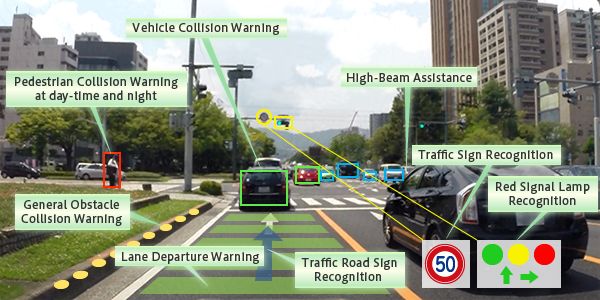 Vehicle Collision Warning
Pedestrian Collision Warning
at day-time and night
High-Beam Assistance
Traffic Sign Recognition
Red Signal Lamp
Recognition
General Obstacle
Collision Warning
Lane Departure Warning
Traffic Road Sign
Recognition
50